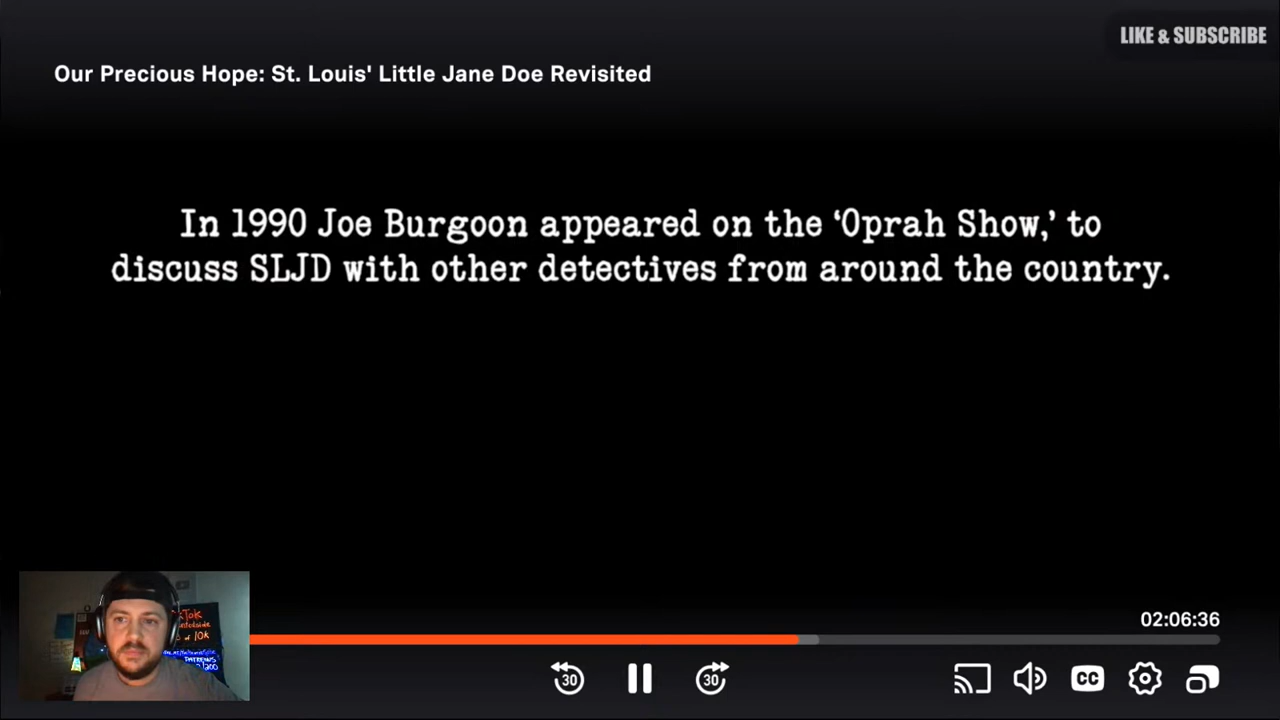 LIKE & SUBSCRIBE
Our Precious Hope: St. Louis' Little Jane Doe Revisited
In 1990 Joe Burgoon appeared on the ‘Oprah Show,’ to
discuss SLJD with other detectives from around the country.
02:06:36
30
30
CC